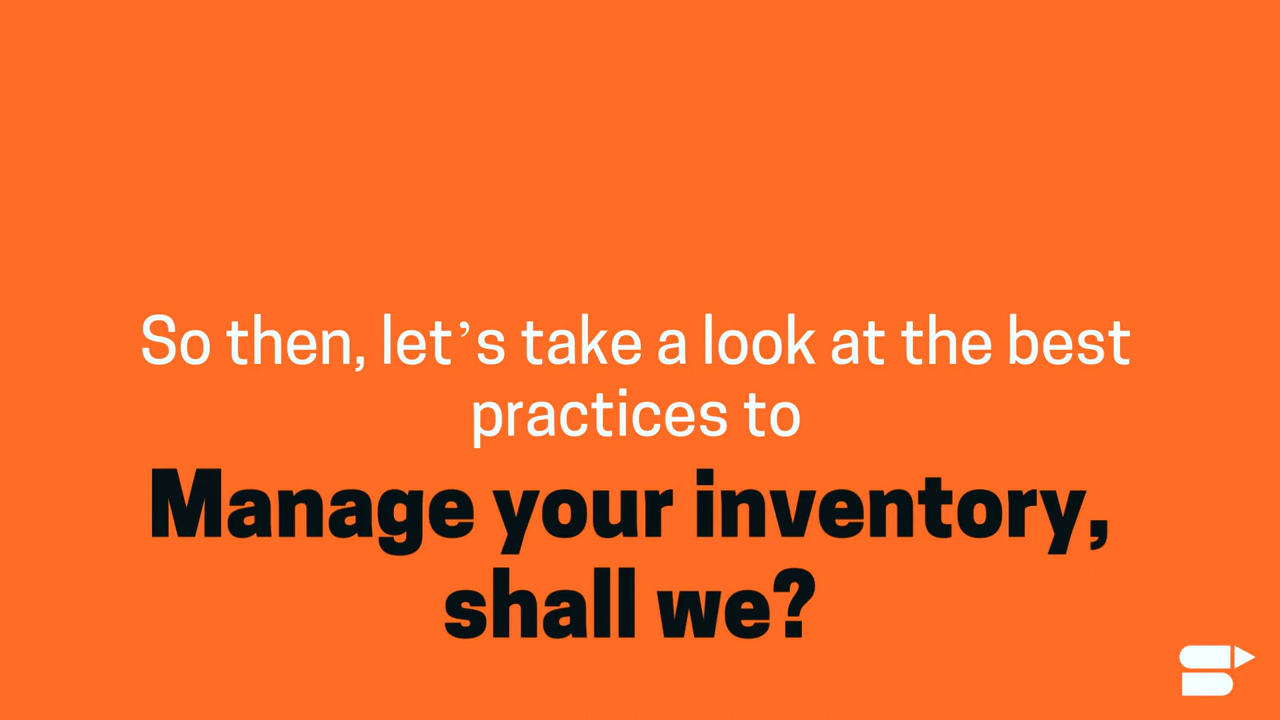 So then, let’s take a look at the best
practices to
Manage your inventory,
shall we?